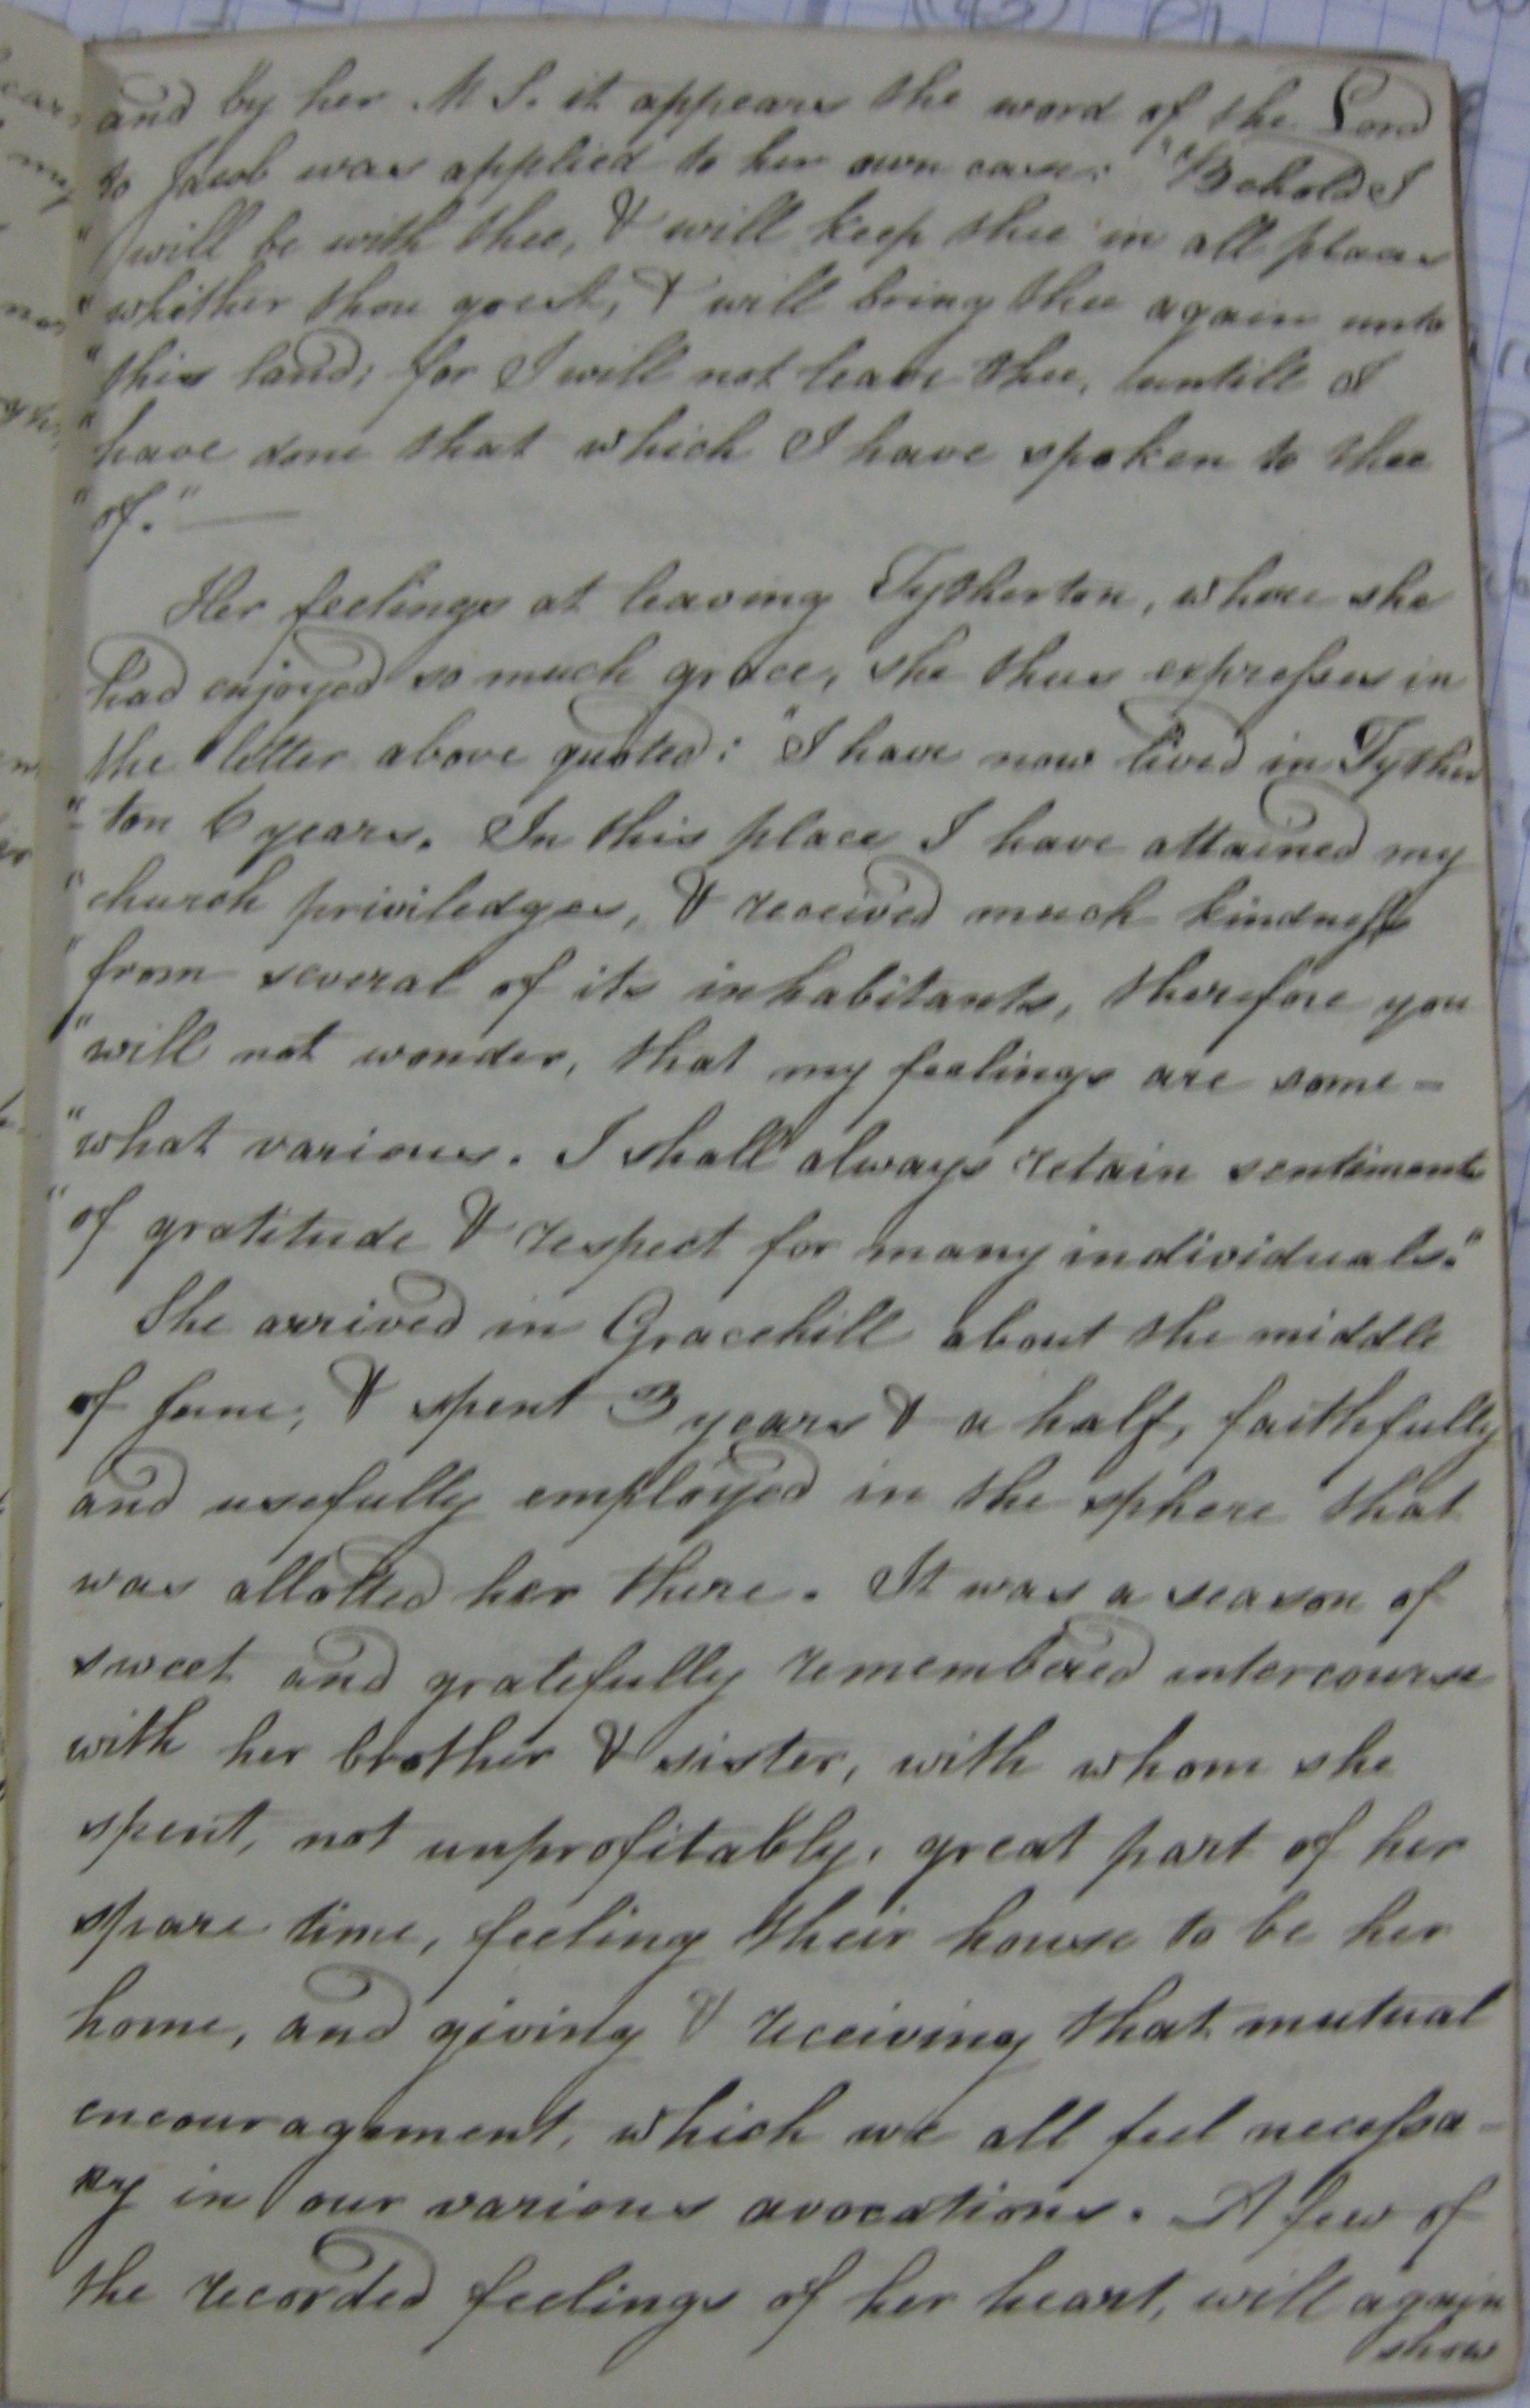 and by her M S. it appears the word of the Lord
to Jacob was applied to her own case: "Behold I
"will be with thee, & will keep thee in all places
"whither thou goest, & will bring thee again unto
"this land; for I will not leave thee, untill I
"have done that which I have spoken to thee
"of."—
Her feelings at leaving Tytherton, where she
had enjoyed so much grace, she thus expresses in
the letter above quoted: "I have now lived in Tyther
"-ton 6 years. In this place I have attained my
"church priviledges, & received much kindness
"from several of its inhabitants, therefore you
"will not wonder, that my feelings are some-
"what various. I shall always retain sentiments
"of gratitude & respect for many individuals."
She arrived in Gracehill about the middle
of June, & spent 3 years & a half, faithfully
and usefully employed in the sphere that
was allotted her there. It was a season of
sweet and gratefully remembered intercourse
with her brother & sister, with whom she
spent, not unprofitably, great part of her
spare time, feeling their house to be her
home, and giving & receiving that mutual
encouragement, which we all feel necessa-
ry in our various avocations. A few of
the recorded feelings of her heart, will again
show